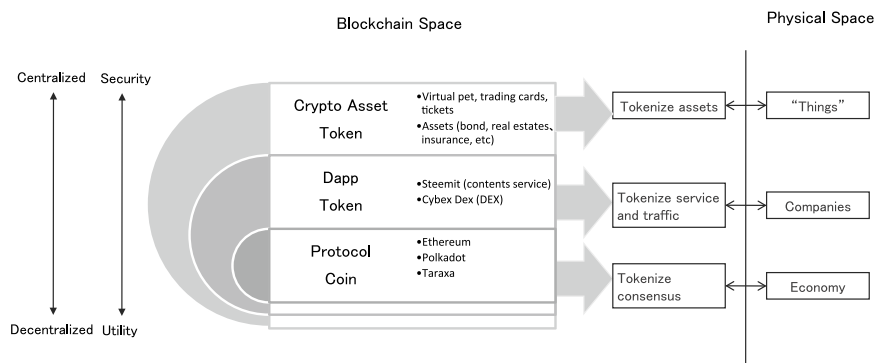 Blockchain Space
Physical Space
Centralized
Security
Crypto Asset
Token
•Virtual pet, trading cards,
tickets
•Assets (bond, real estates、
insurance, etc)
Tokenize assets
“Things”
Dapp
Token
•Steemit (contents service)
•Cybex Dex (DEX)
Tokenize service
and traffic
Companies
Protocol
Coin
•Ethereum
•Polkadot
•Taraxa
Tokenize
consensus
Economy
Decentralized
Utility